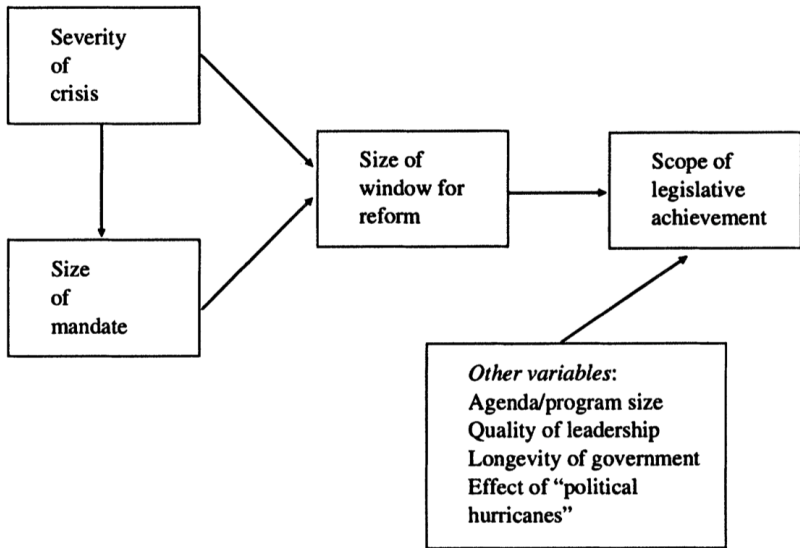 Severity
of
crisis
Size
of
mandate
Size of
window for
reform
Scope of
legislative
achievement
Other variables:
Agenda/program size
Quality of leadership
Longevity of government
Effect of “political
hurricanes”